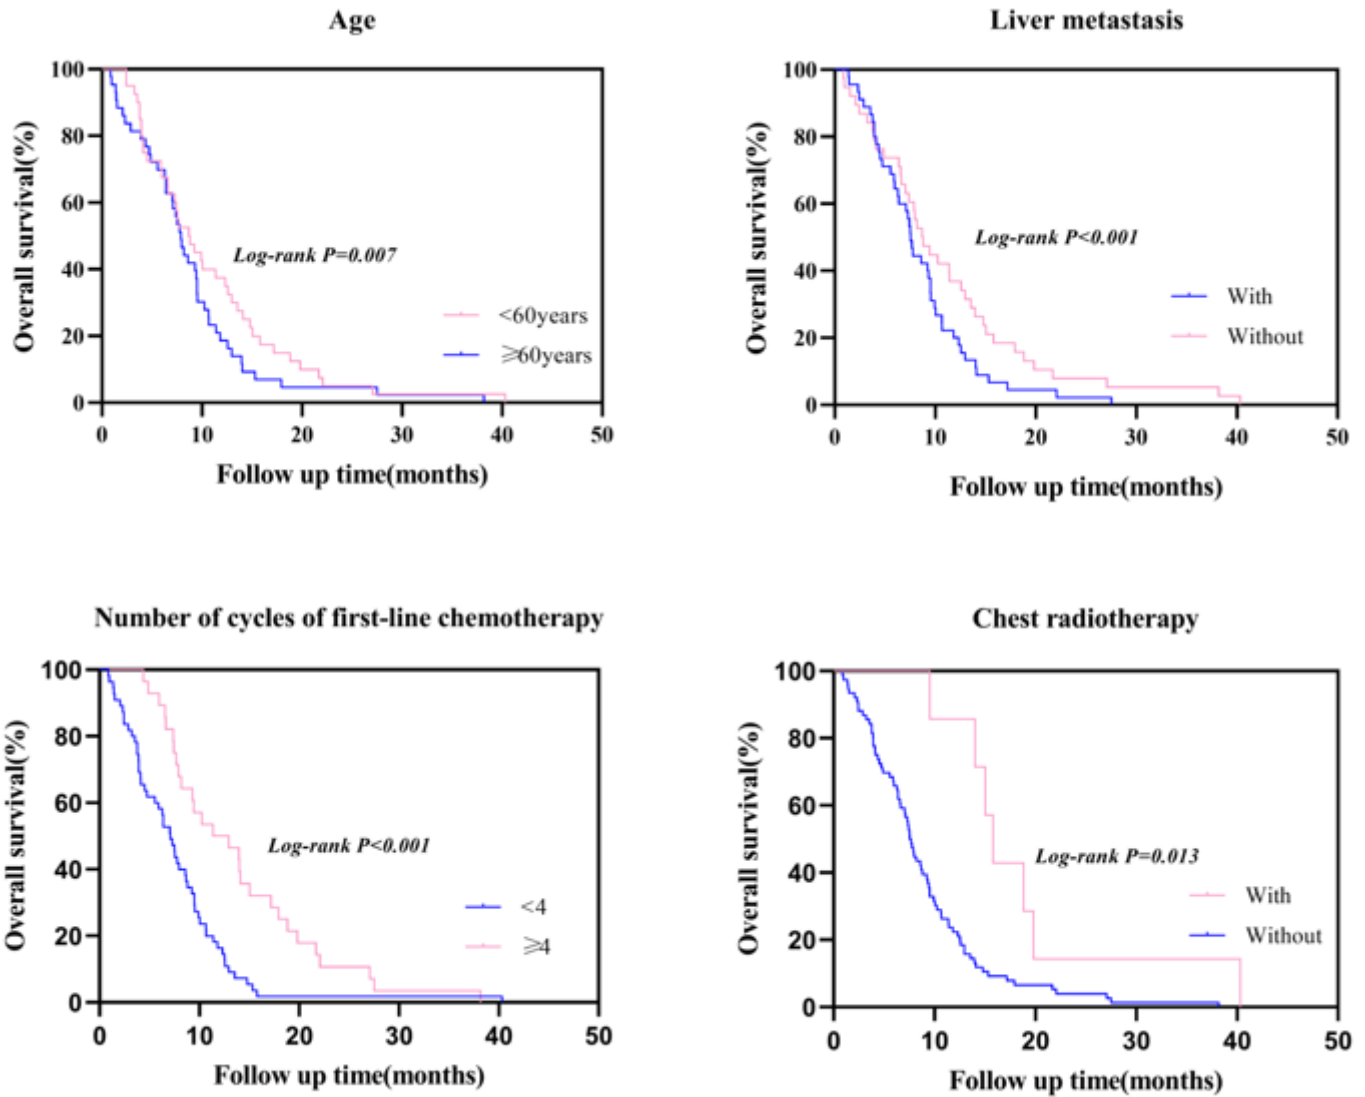 Age
Overall survival(%)
100
80
60
40
20
0
Log-rank P=0.007
<60years
≥60years
0 10 20 30 40 50
Follow up time(months)
Liver metastasis
Overall survival(%)
100
80
60
40
20
0
Log-rank P<0.001
With
Without
0 10 20 30 40 50
Follow up time(months)
Number of cycles of first-line chemotherapy
Overall survival(%)
100
80
60
40
20
0
Log-rank P<0.001
<4
≥4
0 10 20 30 40 50
Follow up time(months)
Chest radiotherapy
Overall survival(%)
100
80
60
40
20
0
Log-rank P=0.013
With
Without
0 10 20 30 40 50
Follow up time(months)